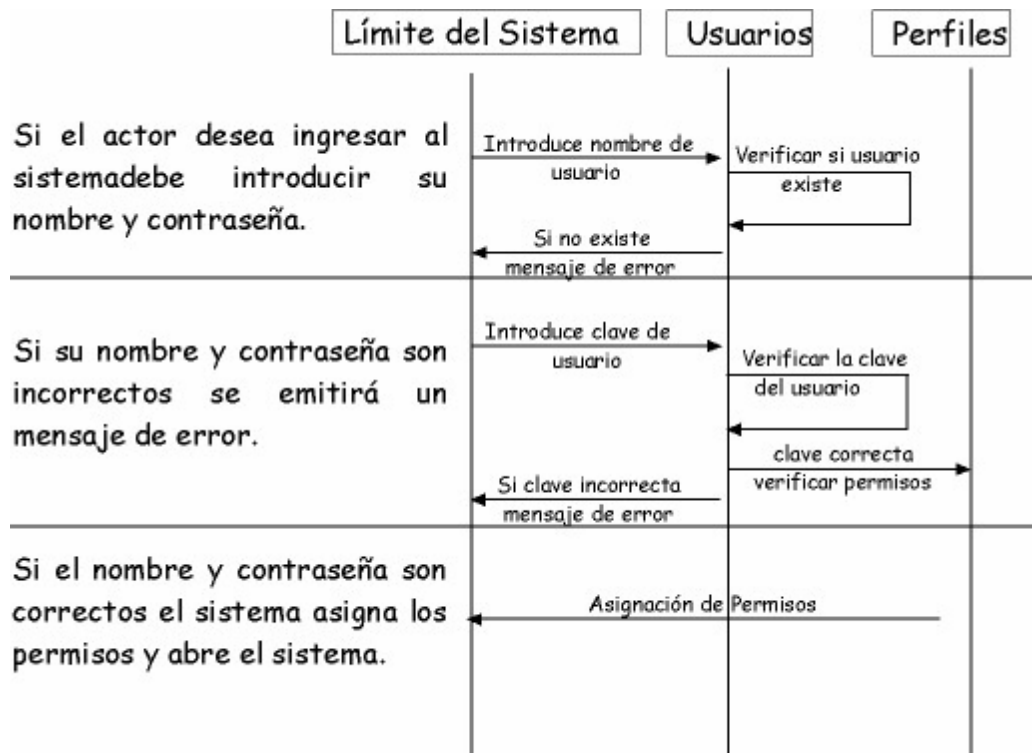 Límite del Sistema
Usuarios
Perfiles
Si el actor desea ingresar al
sistemadebe introducir su
nombre y contraseña.
Introduce nombre de
usuario
Verificar si usuario
existe
Si no existe
mensaje de error
Si su nombre y contraseña son
incorrectos se emitirá un
mensaje de error.
Introduce clave de
usuario
Verificar la clave
del usuario
clave correcta
verificar permisos
Si clave incorrecta
mensaje de error
Si el nombre y contraseña son
correctos el sistema asigna los
permisos y abre el sistema.
Asignación de Permisos